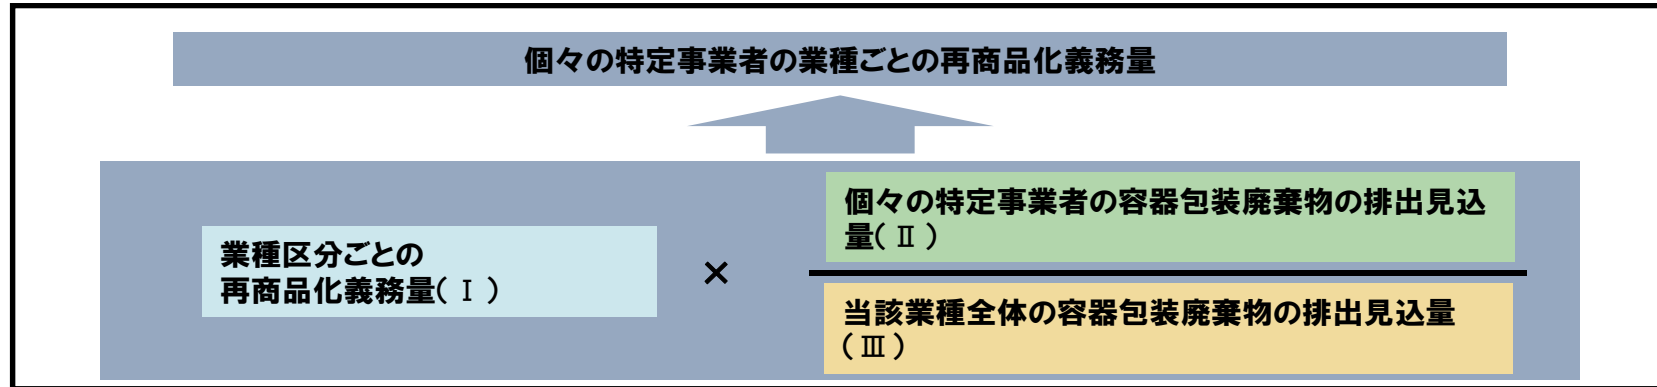 個々の特定事業者の業種ごとの再商品化義務量
業種区分ごとの
再商品化義務量(Ⅰ)
×
個々の特定事業者の容器包装廃棄物の排出見込
量(Ⅱ)
当該業種全体の容器包装廃棄物の排出見込量
(Ⅲ)